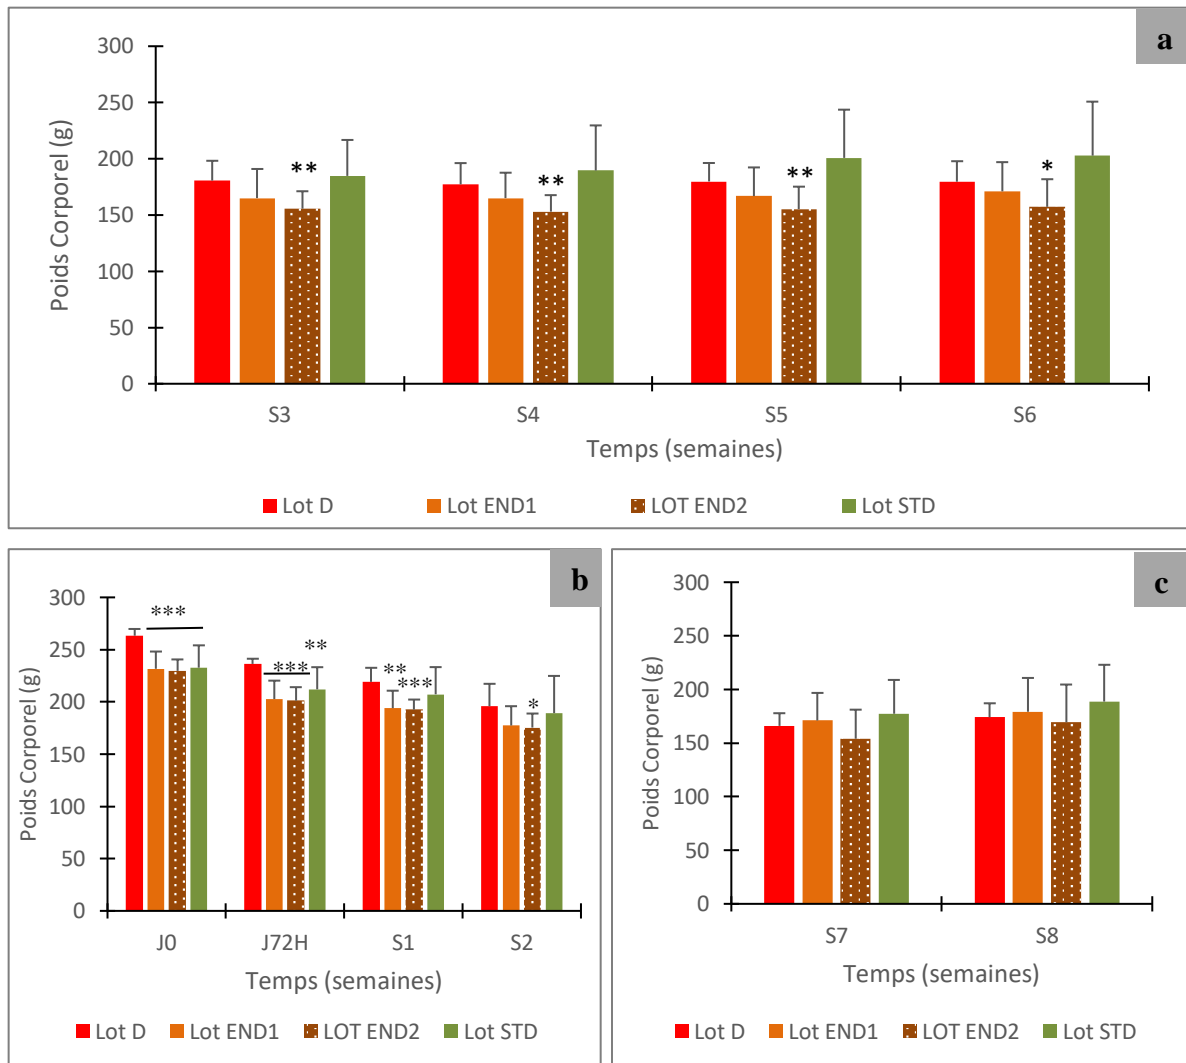 a
300
250
200
150
100
50
0
Poids Corporel (g)
** ** ** *
S3 S4 S5 S6
Temps (semaines)
Lot D Lot END1 LOT END2 Lot STD
b
300
250
200
150
100
50
0
Poids Corporel (g)
*** *** ** ** *** *
J0 J72H S1 S2
Temps (semaines)
Lot D Lot END1 LOT END2 Lot STD
c
300
250
200
150
100
50
0
Poids Corporel (g)
S7 S8
Temps (semaines)
Lot D Lot END1 LOT END2 Lot STD